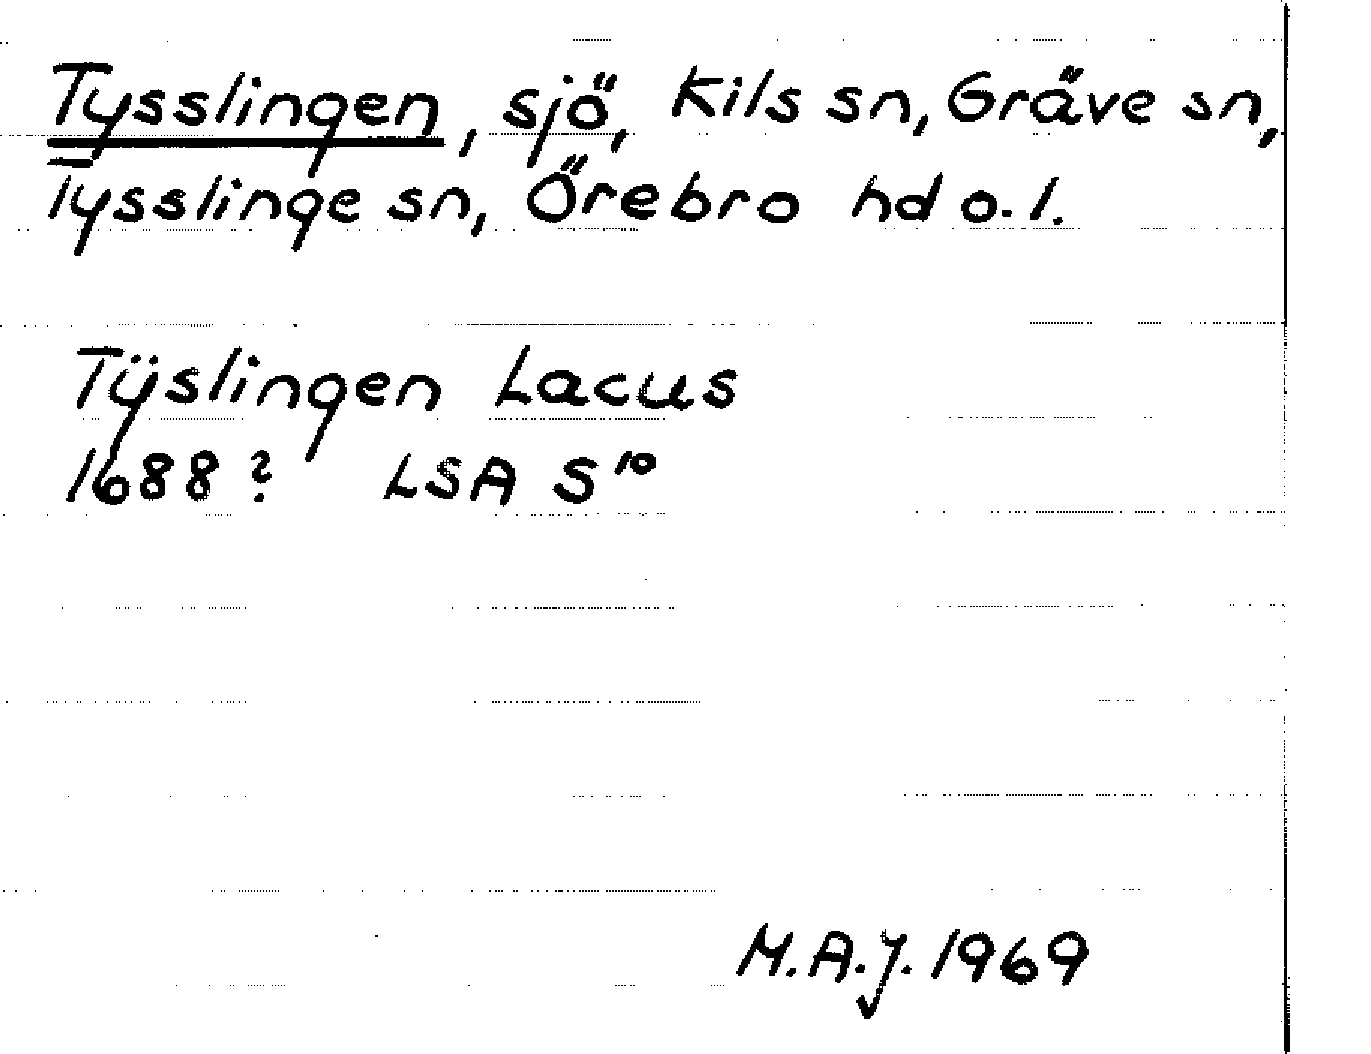 Tysslingen, sjö, Kils sn, Gräve sn,
Tysslinge sn, Örebro hd o. l.
Tÿslingen Lacus
1688? LSA S¹⁰
M.A.J. 1969